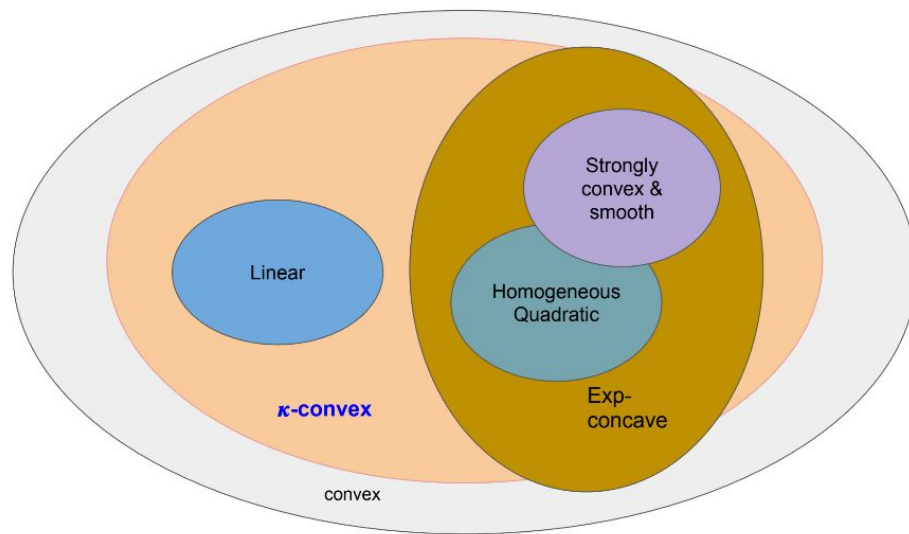 Strongly
convex &
smooth
Linear
Homogeneous
Quadratic
κ-convex
Exp-
concave
convex